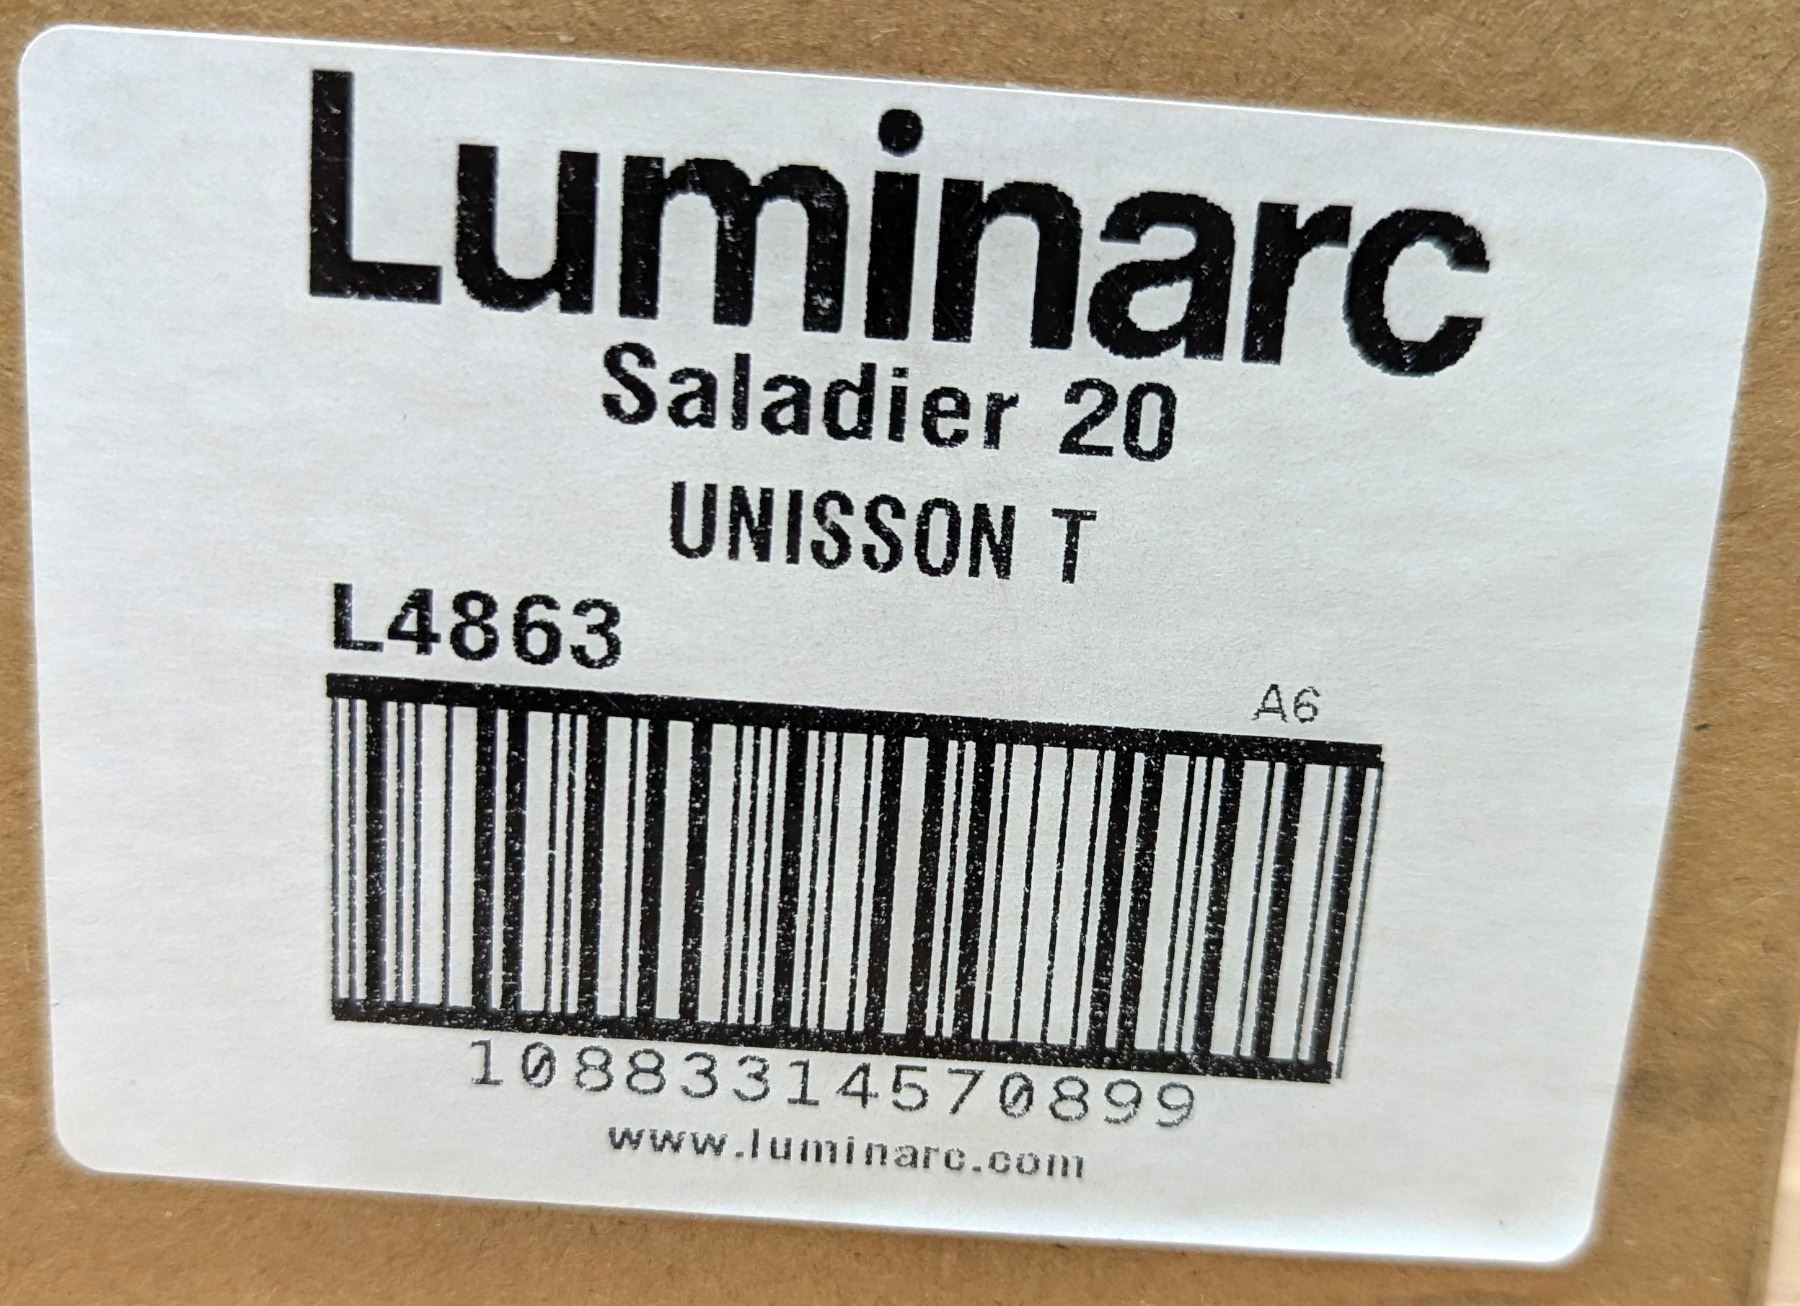 Luminarc
Saladier 20
UNISSON T
L4863
A6
10883314570899
www.luminarc.com